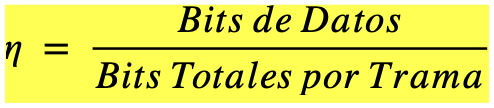 η = Bits de Datos / Bits Totales por Trama